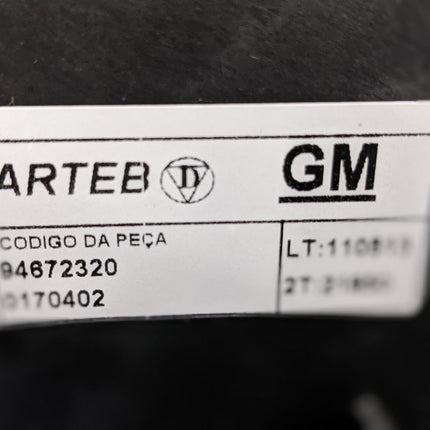 ARTEB
GM
CODIGO DA PEÇA
94672320
0170402